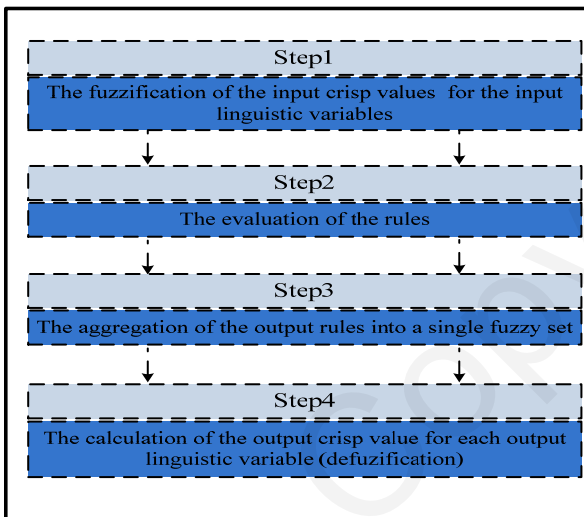 Step1
The fuzzification of the input crisp values for the input
linguistic variables
Step2
The evaluation of the rules
Step3
The aggregation of the output rules into a single fuzzy set
Step4
The calculation of the output crisp value for each output
linguistic variable (defuzification)
Copy